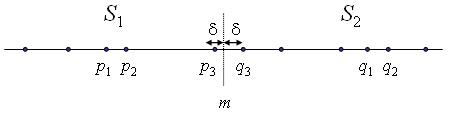 S₁ S₂
δ δ
p₁ p₂ p₃ q₃ q₁ q₂
m